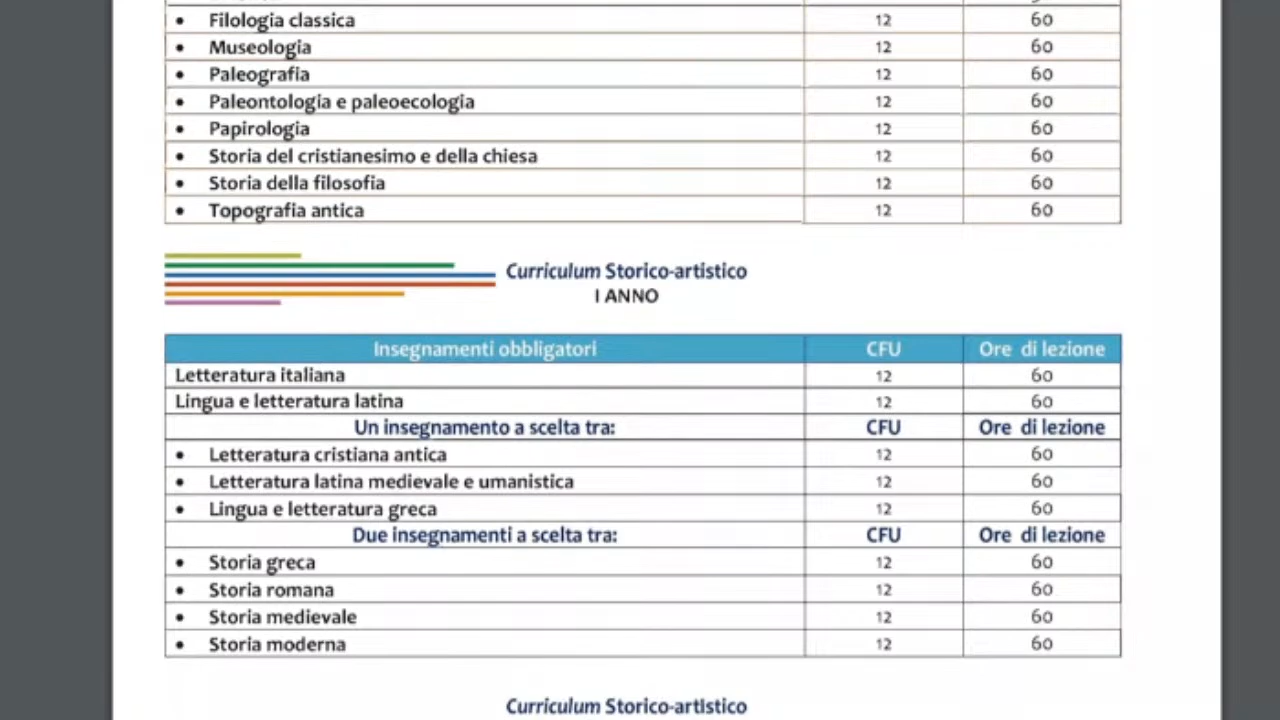 • Filologia classica 12 60
• Museologia 12 60
• Paleografia 12 60
• Paleontologia e paleoecologia 12 60
• Papirologia 12 60
• Storia del cristianesimo e della chiesa 12 60
• Storia della filosofia 12 60
• Topografia antica 12 60
Curriculum Storico-artistico
I ANNO
Insegnamenti obbligatori CFU Ore di lezione
Letteratura italiana 12 60
Lingua e letteratura latina 12 60
Un insegnamento a scelta tra: CFU Ore di lezione
• Letteratura cristiana antica 12 60
• Letteratura latina medievale e umanistica 12 60
• Lingua e letteratura greca 12 60
Due insegnamenti a scelta tra: CFU Ore di lezione
• Storia greca 12 60
• Storia romana 12 60
• Storia medievale 12 60
• Storia moderna 12 60
Curriculum Storico-artistico